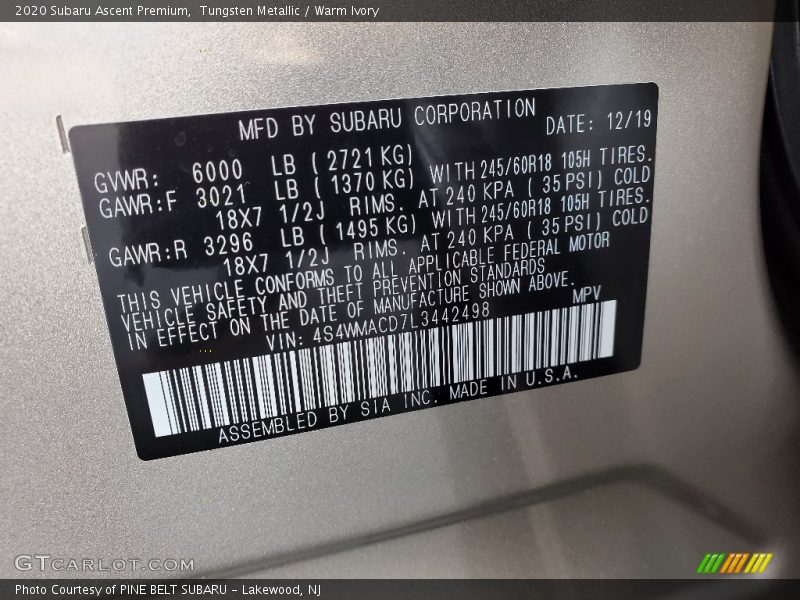 2020 Subaru Ascent Premium, Tungsten Metallic / Warm Ivory
MFD BY SUBARU CORPORATION DATE: 12/19
GVWR: 6000 LB ( 2721 KG)
GAWR:F 3021 LB ( 1370 KG) WITH 245/60R18 105H TIRES.
18X7 1/2J RIMS. AT 240 KPA ( 35 PSI) COLD
GAWR:R 3296 LB ( 1495 KG) WITH 245/60R18 105H TIRES.
18X7 1/2J RIMS. AT 240 KPA ( 35 PSI) COLD
THIS VEHICLE CONFORMS TO ALL APPLICABLE FEDERAL MOTOR
VEHICLE SAFETY AND THEFT PREVENTION STANDARDS
IN EFFECT ON THE DATE OF MANUFACTURE SHOWN ABOVE.
VIN: 4S4WMACD7L3442498 MPV
ASSEMBLED BY SIA INC. MADE IN U.S.A.
GTCARLOT.COM
Photo Courtesy of PINE BELT SUBARU - Lakewood, NJ